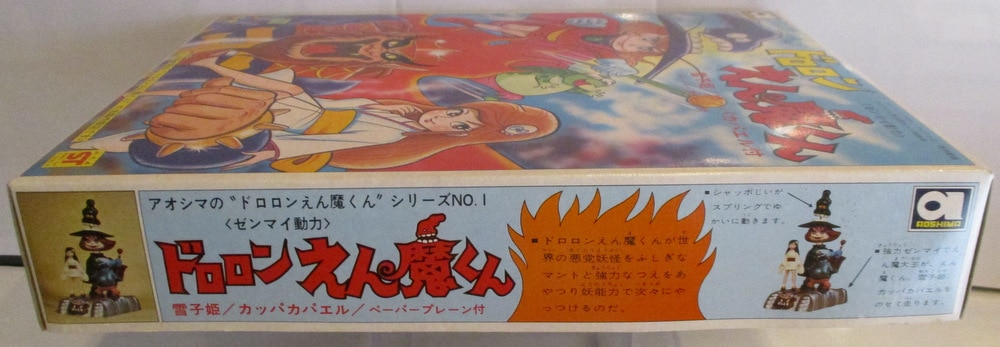 ドロロン
えん魔くん
ST
アオシマの〝ドロロンえん魔くん〟シリーズNO.1
〈ゼンマイ動力〉
ドロロンえん魔くん
雪子姫/カッパカパエル/ペーパープレーン付
■ドロロンえん魔くんが世
界の悪党妖怪をふしぎな
マントと強力なつえをあ
やつり妖能力で次々にや
っつけるのだ。
■シャッポじいが
スプリングでゆ
かいに動きます。
■強力ゼンマイでえ
ん魔大王が、えん
魔くん、雪子姫、
カッパカパエルを
のせて走ります。
a
AOSHIMA